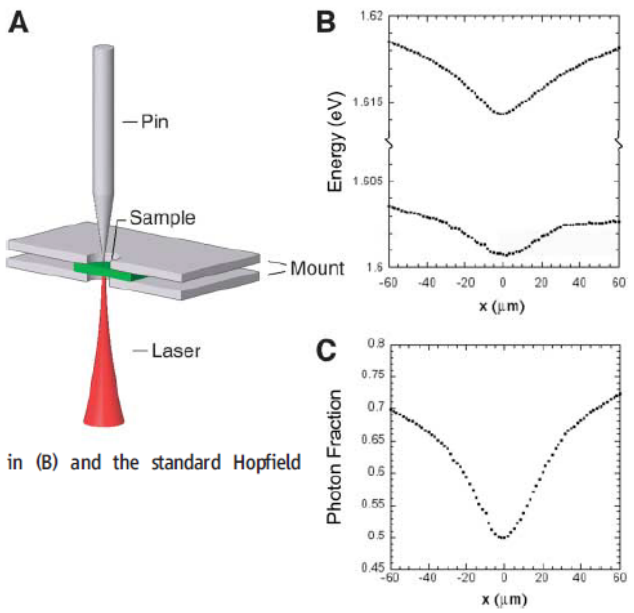 A
Pin
Sample
Mount
Laser
in (B) and the standard Hopfield
B
1.62
1.615
1.605
1.6
Energy (eV)
-60 -40 -20 0 20 40 60
x (μm)
C
0.8
0.75
0.7
0.65
0.6
0.55
0.5
0.45
Photon Fraction
-60 -40 -20 0 20 40 60
x (μm)